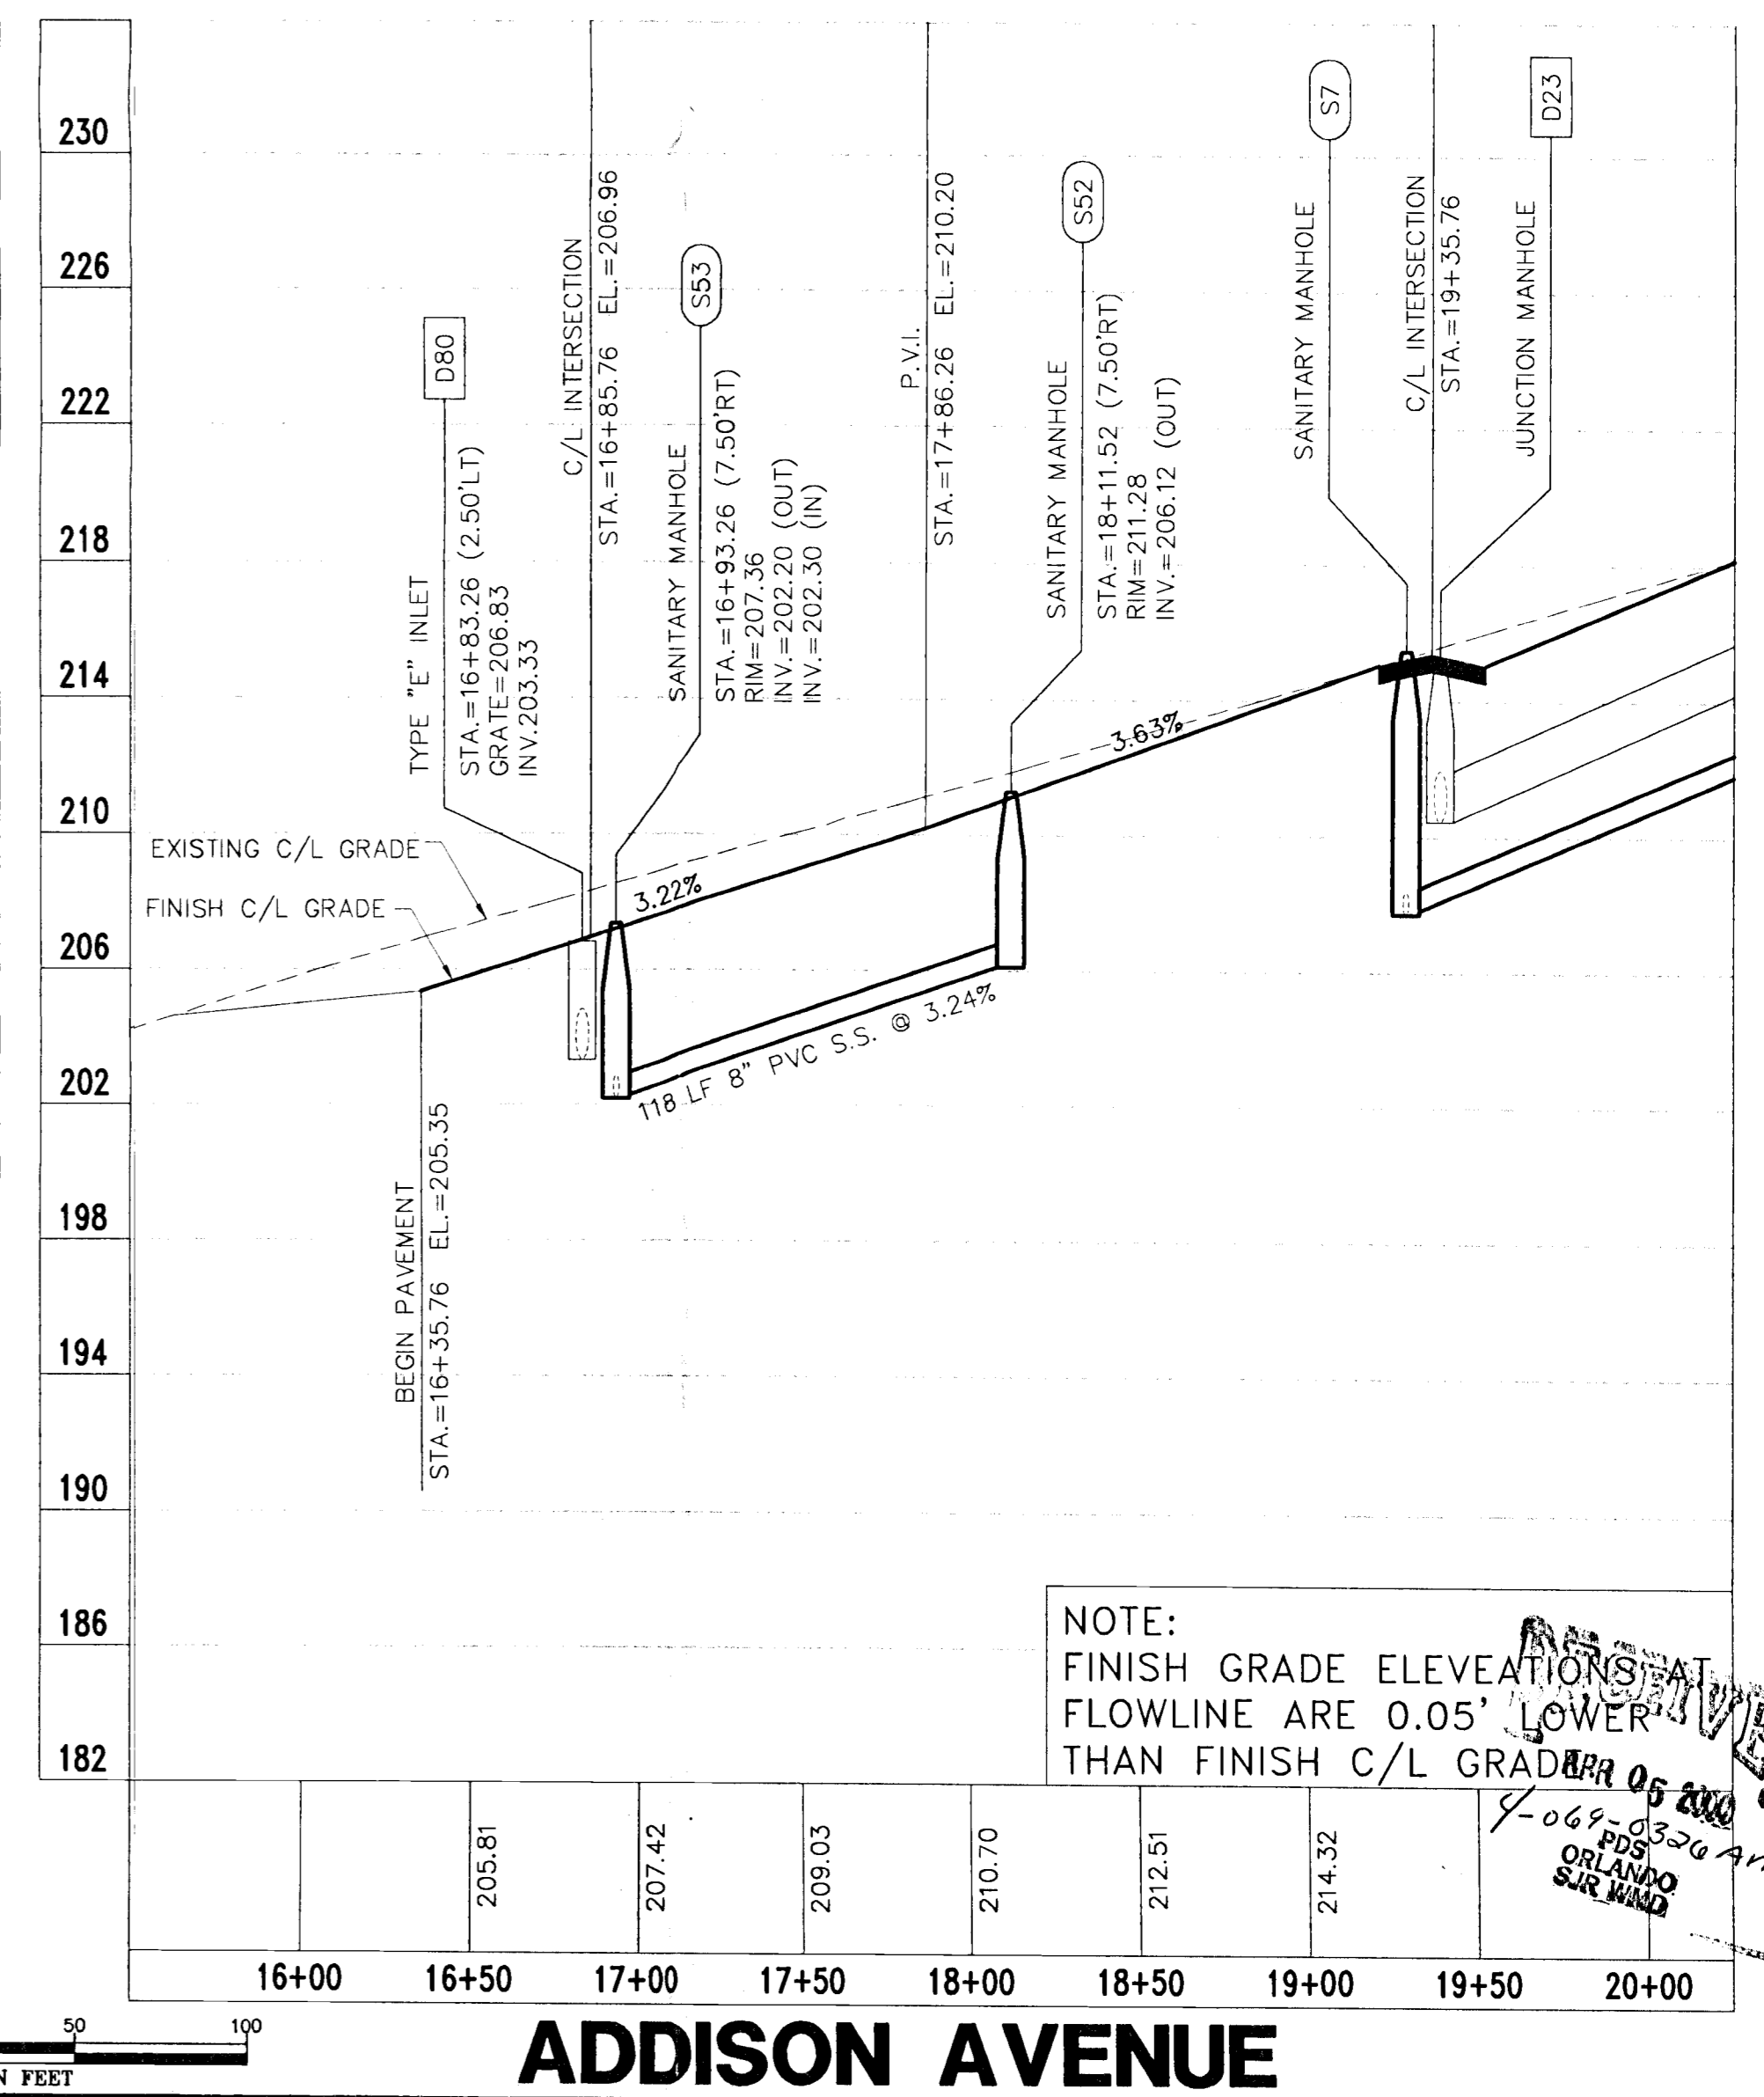 230
226
222
218
214
210
206
202
198
194
190
186
182
D80
TYPE "E" INLET
STA.=16+83.26 (2.50'LT)
GRATE=206.83
INV.203.33
C/L INTERSECTION
STA.=16+85.76 EL.=206.96
S53
SANITARY MANHOLE
STA.=16+93.26 (7.50'RT)
RIM=207.36
INV.=202.20 (OUT)
INV.=202.30 (IN)
P.V.I.
STA.=17+86.26 EL.=210.20
S52
SANITARY MANHOLE
STA.=18+11.52 (7.50'RT)
RIM=211.28
INV.=206.12 (OUT)
S7
SANITARY MANHOLE
C/L INTERSECTION
STA.=19+35.76
D23
JUNCTION MANHOLE
EXISTING C/L GRADE
FINISH C/L GRADE
3.22%
3.63%
118 LF 8" PVC S.S. @ 3.24%
BEGIN PAVEMENT
STA.=16+35.76 EL.=205.35
NOTE:
FINISH GRADE ELEVEATIONS AT
FLOWLINE ARE 0.05' LOWER
THAN FINISH C/L GRADE
APR 05 2000
4-069-0326
PDS
ORLANDO
SJR WMD
205.81
207.42
209.03
210.70
212.51
214.32
16+00
16+50
17+00
17+50
18+00
18+50
19+00
19+50
20+00
50
100
FEET
ADDISON AVENUE